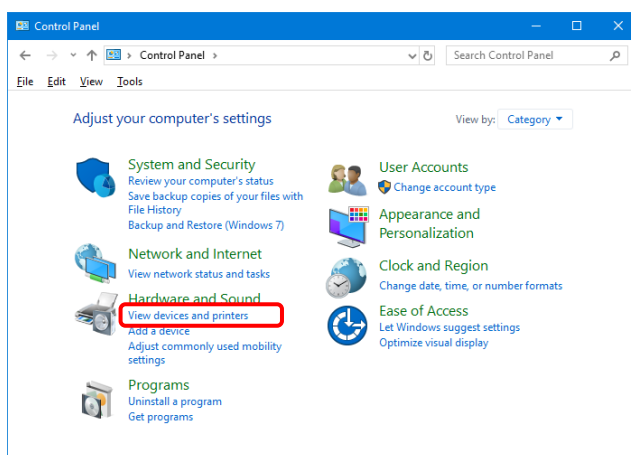 Control Panel
Control Panel
Search Control Panel
File Edit View Tools
Adjust your computer's settings
View by: Category
System and Security
Review your computer's status
Save backup copies of your files with
File History
Backup and Restore (Windows 7)
Network and Internet
View network status and tasks
Hardware and Sound
View devices and printers
Add a device
Adjust commonly used mobility
settings
Programs
Uninstall a program
Get programs
User Accounts
Change account type
Appearance and
Personalization
Clock and Region
Change date, time, or number formats
Ease of Access
Let Windows suggest settings
Optimize visual display